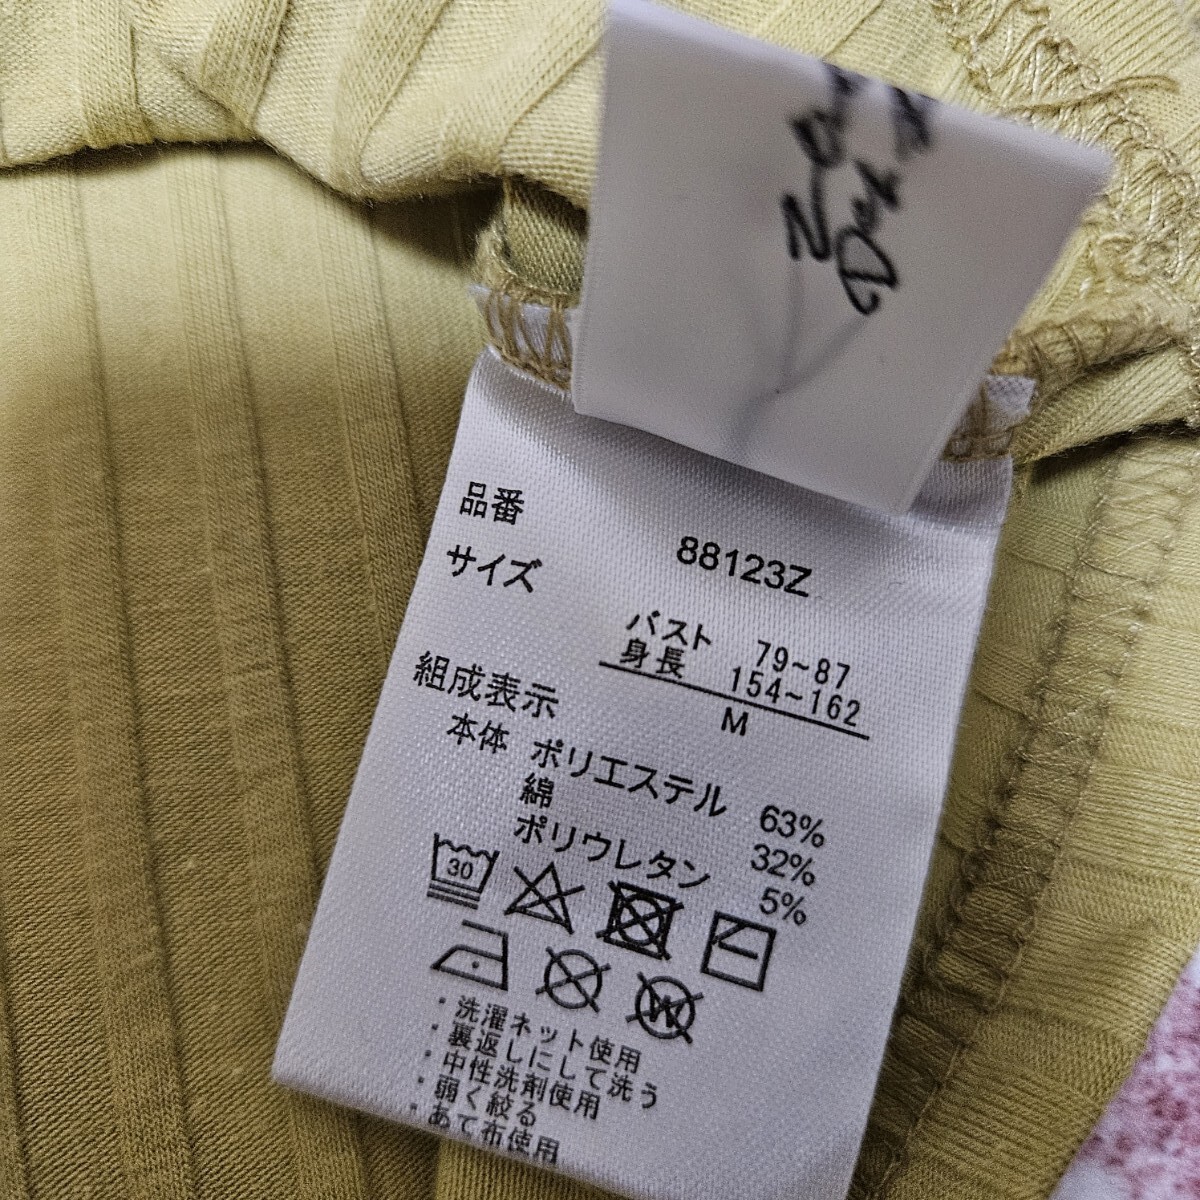 品番 88123Z
サイズ
バスト 79~87
身長 154~162
M
組成表示
本体 ポリエステル 63%
綿 32%
ポリウレタン 5%
30
W
・洗濯ネット使用
・裏返しにして洗う
・中性洗剤使用
・弱く絞る
・あて布使用